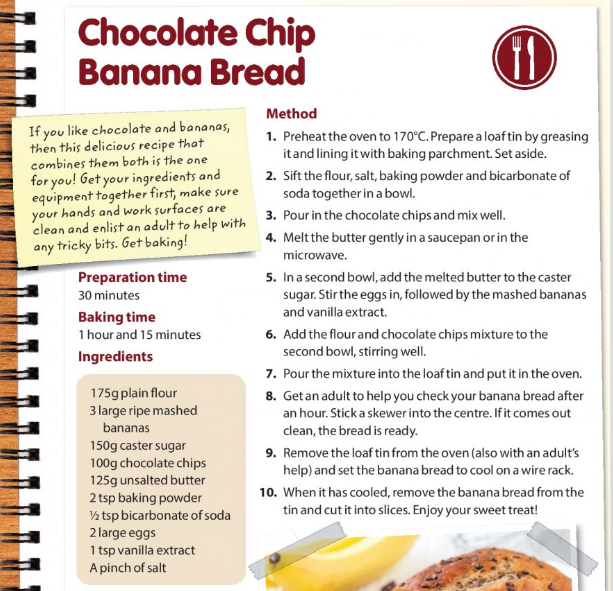 Chocolate Chip
Banana Bread
If you like chocolate and bananas,
then this delicious recipe that
combines them both is the one
for you! Get your ingredients and
equipment together first, make sure
your hands and work surfaces are
clean and enlist an adult to help with
any tricky bits. Get baking!
Preparation time
30 minutes
Baking time
1 hour and 15 minutes
Ingredients
175g plain flour
3 large ripe mashed
bananas
150g caster sugar
100g chocolate chips
125g unsalted butter
2 tsp baking powder
½ tsp bicarbonate of soda
2 large eggs
1 tsp vanilla extract
A pinch of salt
Method
1. Preheat the oven to 170°C. Prepare a loaf tin by greasing
it and lining it with baking parchment. Set aside.
2. Sift the flour, salt, baking powder and bicarbonate of
soda together in a bowl.
3. Pour in the chocolate chips and mix well.
4. Melt the butter gently in a saucepan or in the
microwave.
5. In a second bowl, add the melted butter to the caster
sugar. Stir the eggs in, followed by the mashed bananas
and vanilla extract.
6. Add the flour and chocolate chips mixture to the
second bowl, stirring well.
7. Pour the mixture into the loaf tin and put it in the oven.
8. Get an adult to help you check your banana bread after
an hour. Stick a skewer into the centre. If it comes out
clean, the bread is ready.
9. Remove the loaf tin from the oven (also with an adult's
help) and set the banana bread to cool on a wire rack.
10. When it has cooled, remove the banana bread from the
tin and cut it into slices. Enjoy your sweet treat!